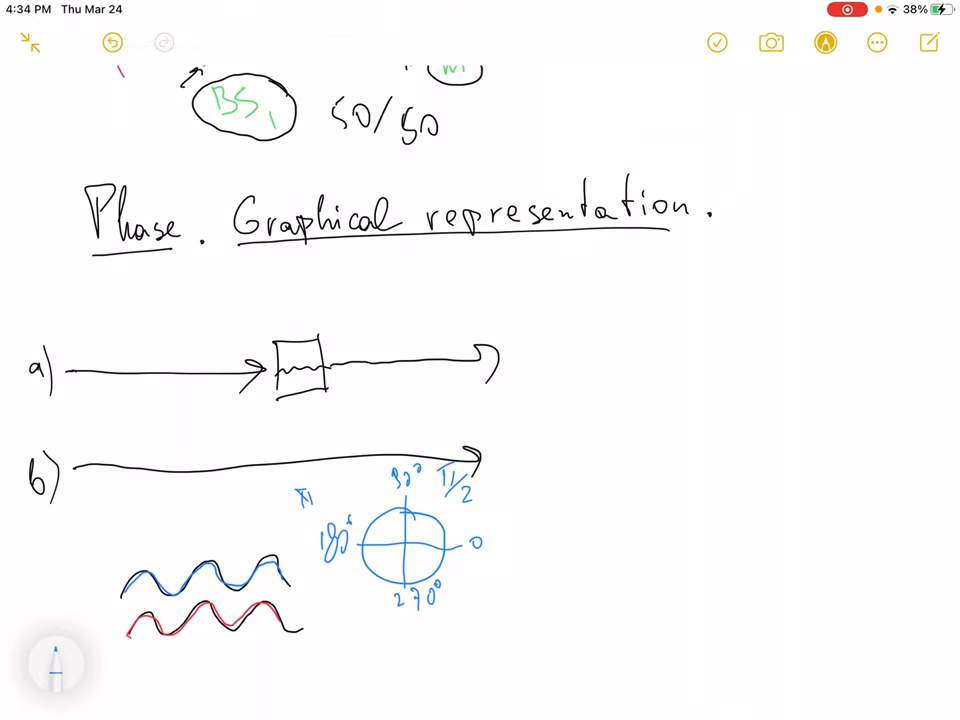 4:34 PM Thu Mar 24
38%
BS1
50/50
Phase. Graphical representation.
a)
b)
90° π/2
π
180°
0
270°